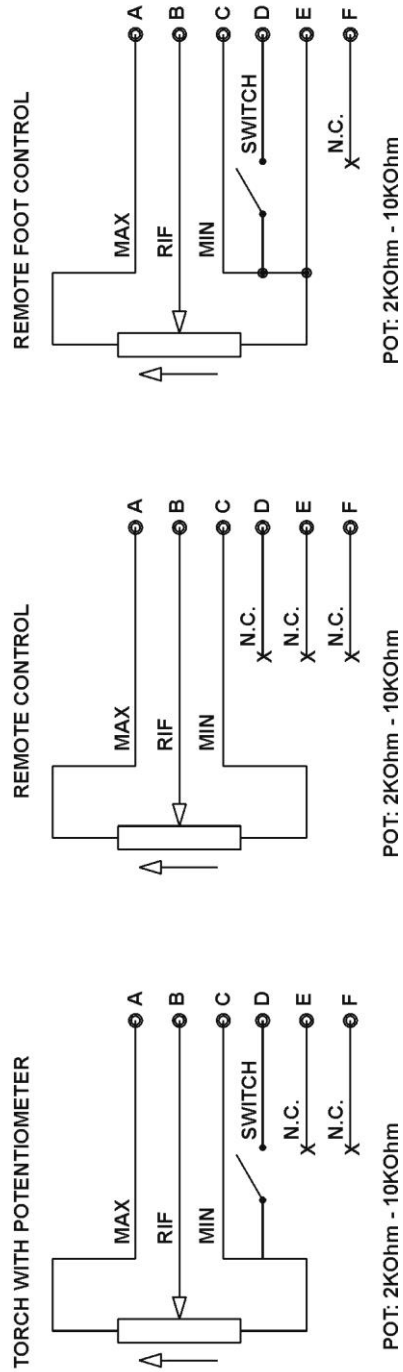 TORCH WITH POTENTIOMETER
MAX
A
RIF
B
MIN
C
SWITCH
D
N.C.
E
N.C.
F
POT: 2KOhm - 10KOhm
REMOTE CONTROL
MAX
A
RIF
B
MIN
C
N.C.
D
N.C.
E
N.C.
F
POT: 2KOhm - 10KOhm
REMOTE FOOT CONTROL
MAX
A
RIF
B
MIN
C
SWITCH
D
E
N.C.
F
POT: 2KOhm - 10KOhm